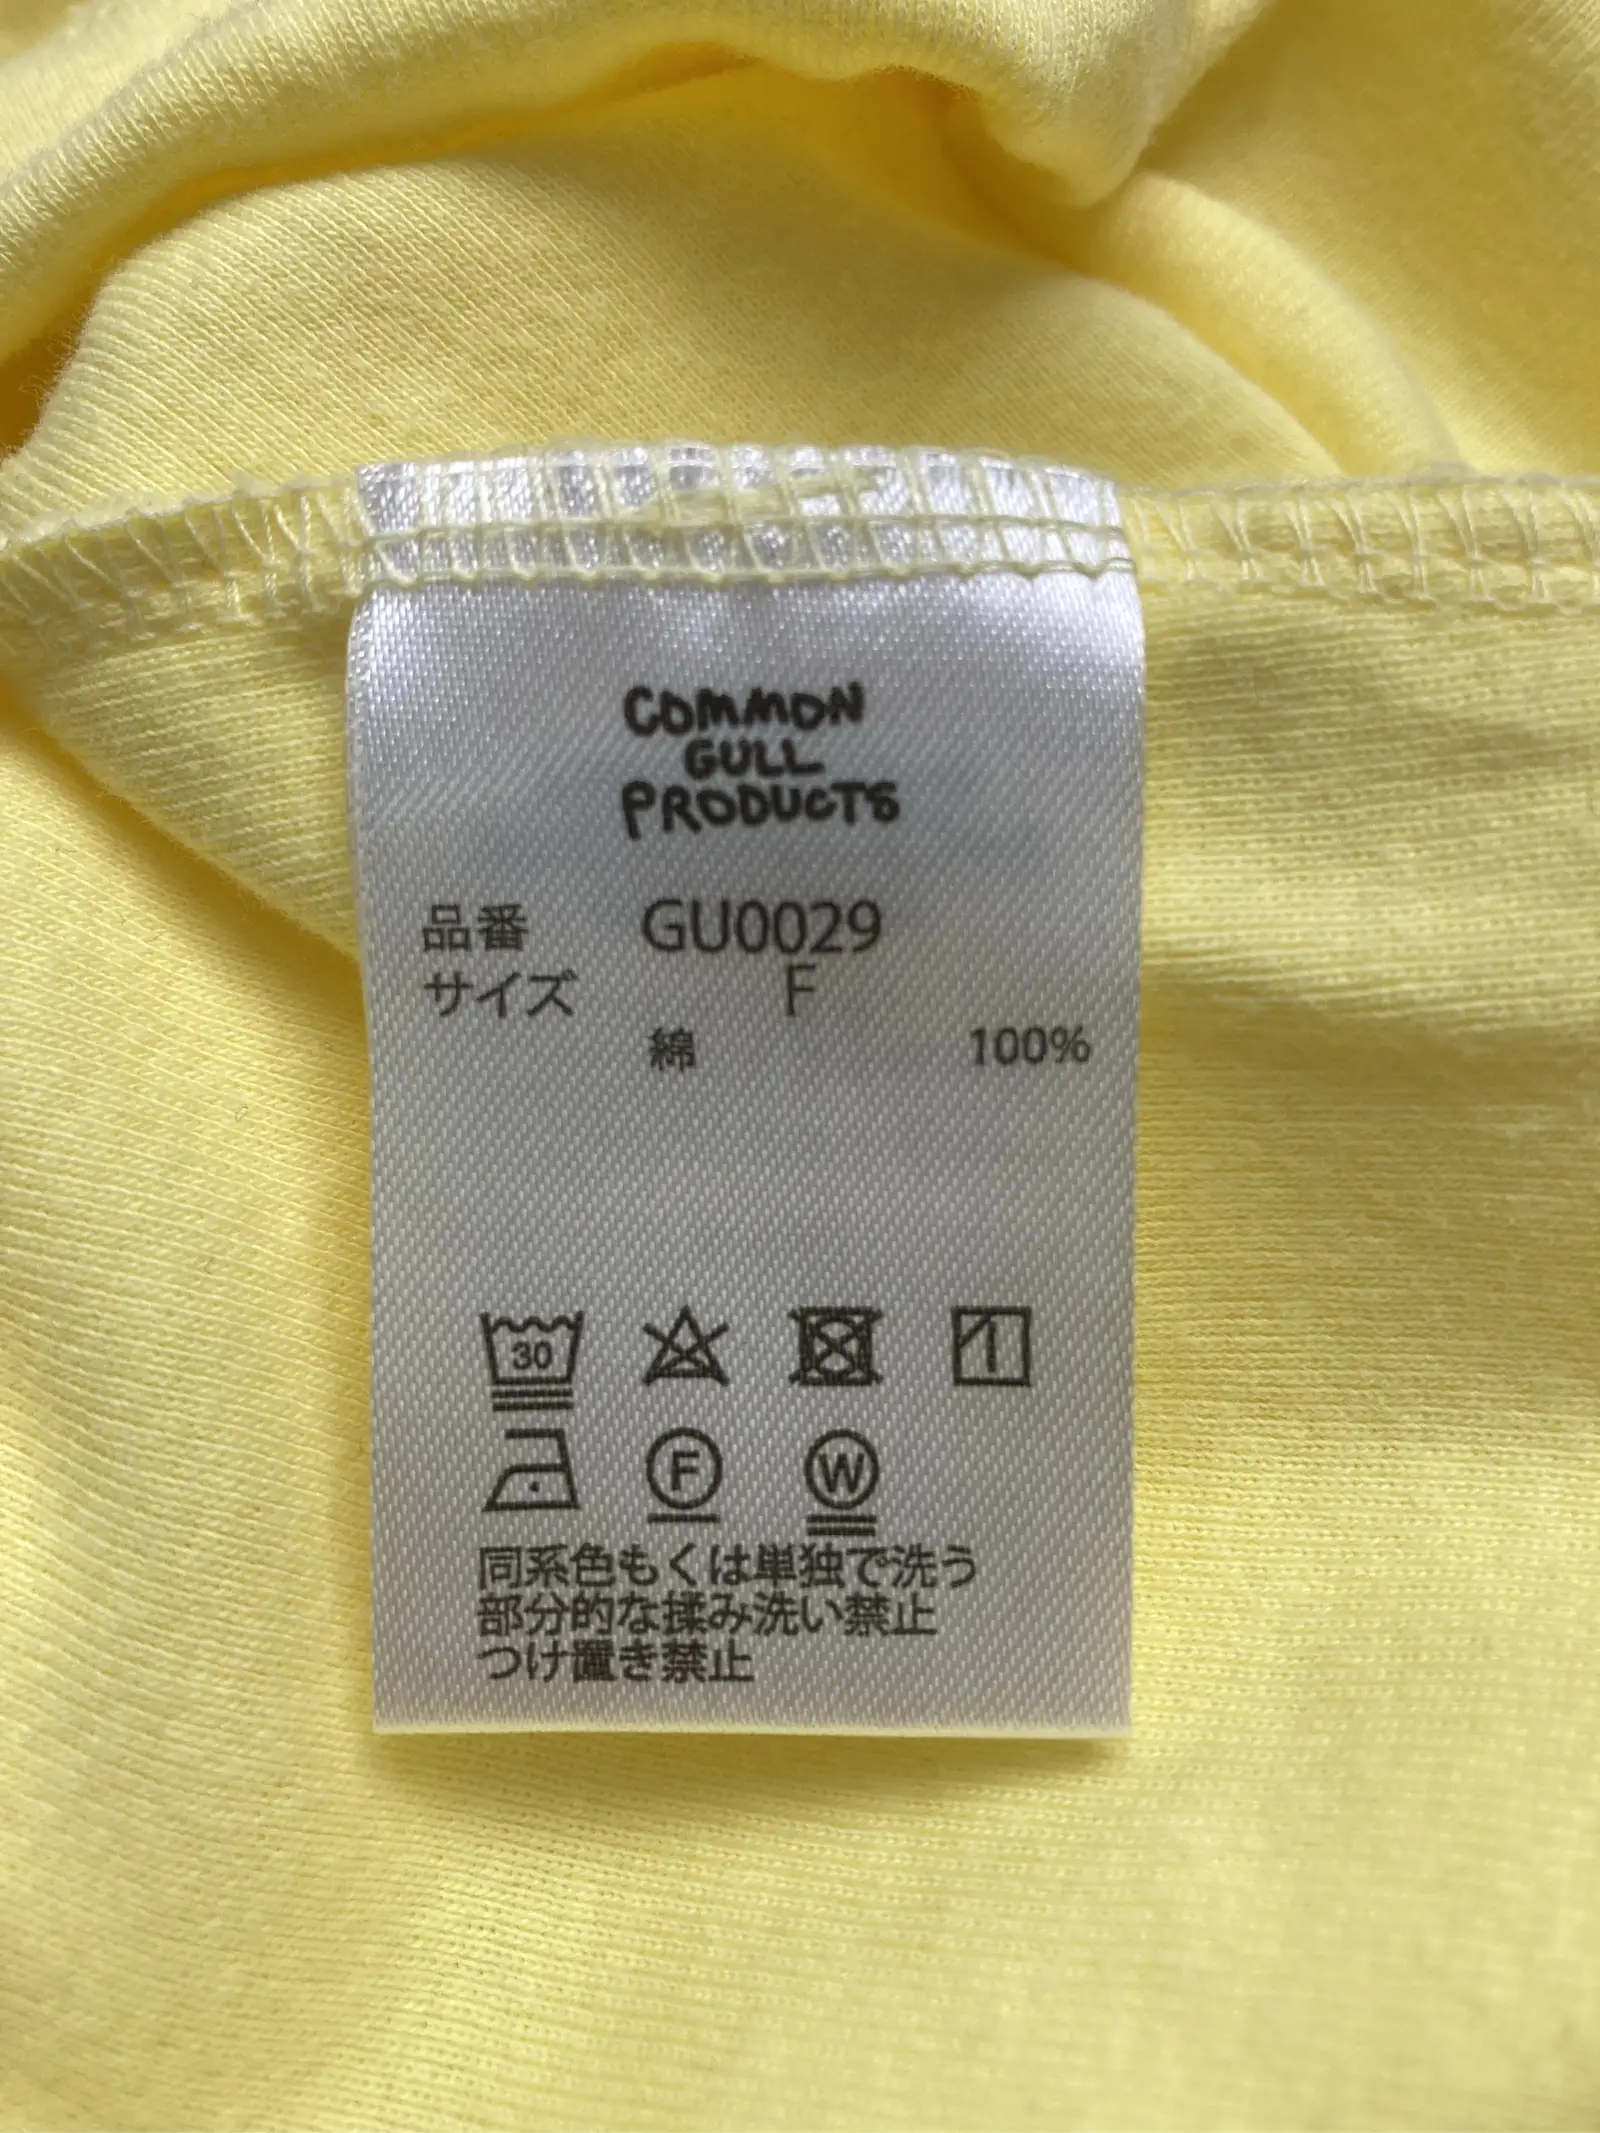 COMMON
GULL
PRODUCTS
品番 GU0029
サイズ F
綿 100%
30
F W
同系色もくは単独で洗う
部分的な揉み洗い禁止
つけ置き禁止